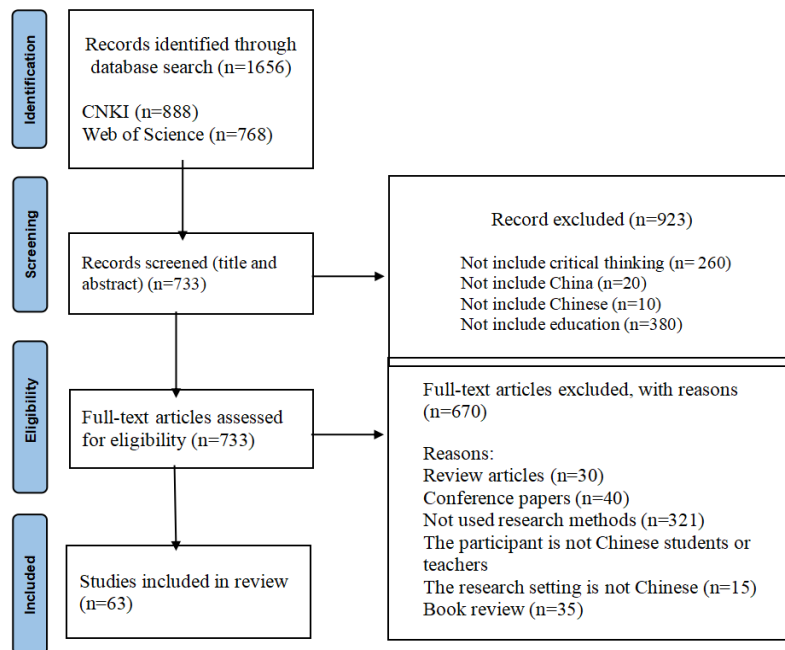 Identification
Records identified through
database search (n=1656)
CNKI (n=888)
Web of Science (n=768)
Screening
Records screened (title and
abstract) (n=733)
Record excluded (n=923)
Not include critical thinking (n= 260)
Not include China (n=20)
Not include Chinese (n=10)
Not include education (n=380)
Eligibility
Full-text articles assessed
for eligibility (n=733)
Full-text articles excluded, with reasons
(n=670)
Reasons:
Review articles (n=30)
Conference papers (n=40)
Not used research methods (n=321)
The participant is not Chinese students or
teachers
The research setting is not Chinese (n=15)
Book review (n=35)
Included
Studies included in review
(n=63)